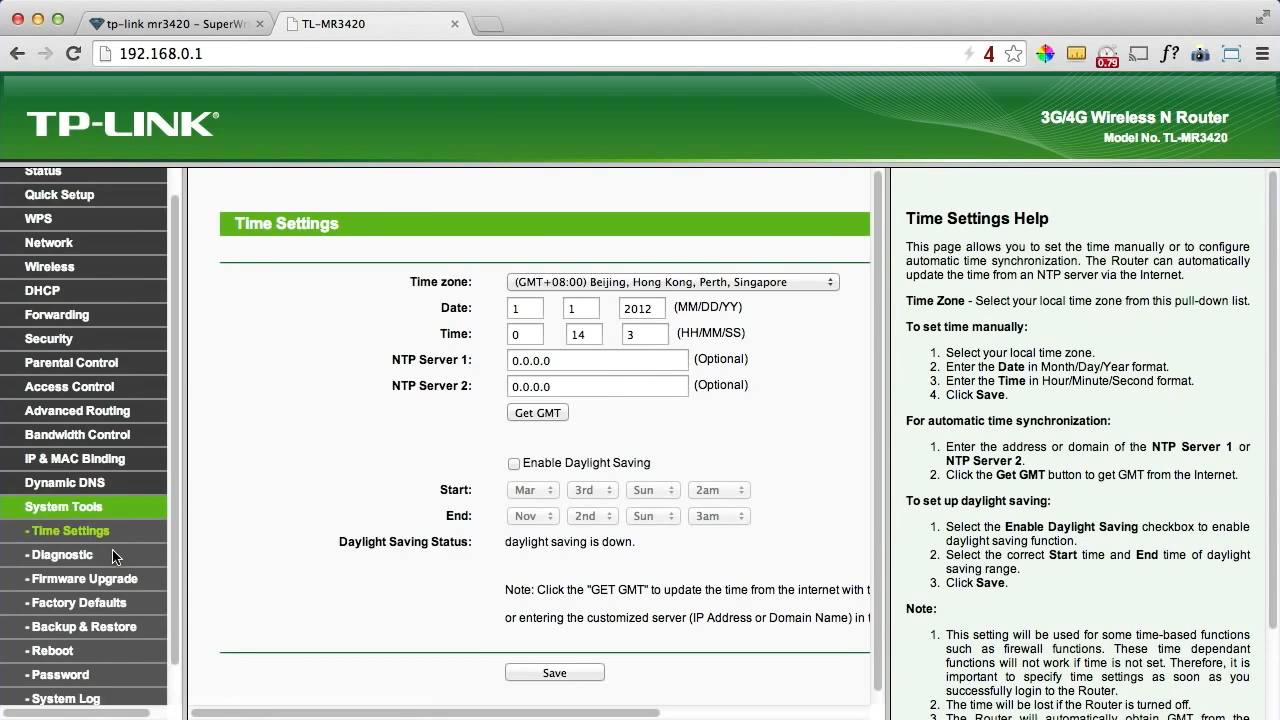 tp-link mr3420 – SuperWr
TL-MR3420
192.168.0.1
4
0.79
f?
TP-LINK®
3G/4G Wireless N Router
Model No. TL-MR3420
Status
Quick Setup
WPS
Network
Wireless
DHCP
Forwarding
Security
Parental Control
Access Control
Advanced Routing
Bandwidth Control
IP & MAC Binding
Dynamic DNS
System Tools
- Time Settings
- Diagnostic
- Firmware Upgrade
- Factory Defaults
- Backup & Restore
- Reboot
- Password
- System Log
Time Settings
Time zone: (GMT+08:00) Beijing, Hong Kong, Perth, Singapore
Date: 1 1 2012 (MM/DD/YY)
Time: 0 14 3 (HH/MM/SS)
NTP Server 1: 0.0.0.0 (Optional)
NTP Server 2: 0.0.0.0 (Optional)
Get GMT
Enable Daylight Saving
Start: Mar 3rd Sun 2am
End: Nov 2nd Sun 3am
Daylight Saving Status: daylight saving is down.
Note: Click the "GET GMT" to update the time from the internet with t
or entering the customized server (IP Address or Domain Name) in t
Save
Time Settings Help
This page allows you to set the time manually or to configure
automatic time synchronization. The Router can automatically
update the time from an NTP server via the Internet.
Time Zone - Select your local time zone from this pull-down list.
To set time manually:
1. Select your local time zone.
2. Enter the Date in Month/Day/Year format.
3. Enter the Time in Hour/Minute/Second format.
4. Click Save.
For automatic time synchronization:
1. Enter the address or domain of the NTP Server 1 or
NTP Server 2.
2. Click the Get GMT button to get GMT from the Internet.
To set up daylight saving:
1. Select the Enable Daylight Saving checkbox to enable
daylight saving function.
2. Select the correct Start time and End time of daylight
saving range.
3. Click Save.
Note:
1. This setting will be used for some time-based functions
such as firewall functions. These time dependant
functions will not work if time is not set. Therefore, it is
important to specify time settings as soon as you
successfully login to the Router.
2. The time will be lost if the Router is turned off.
3. The Router will automatically obtain GMT from the